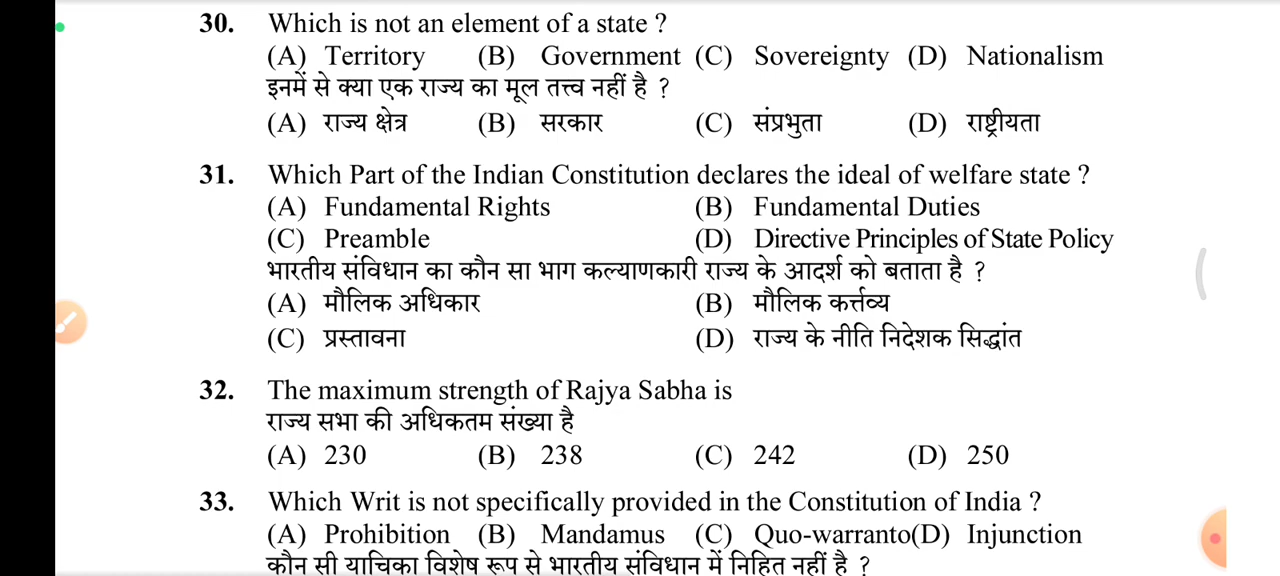 30. Which is not an element of a state ?
(A) Territory (B) Government (C) Sovereignty (D) Nationalism
इनमें से क्या एक राज्य का मूल तत्त्व नहीं है ?
(A) राज्य क्षेत्र (B) सरकार (C) संप्रभुता (D) राष्ट्रीयता
31. Which Part of the Indian Constitution declares the ideal of welfare state ?
(A) Fundamental Rights (B) Fundamental Duties
(C) Preamble (D) Directive Principles of State Policy
भारतीय संविधान का कौन सा भाग कल्याणकारी राज्य के आदर्श को बताता है ?
(A) मौलिक अधिकार (B) मौलिक कर्त्तव्य
(C) प्रस्तावना (D) राज्य के नीति निदेशक सिद्धांत
32. The maximum strength of Rajya Sabha is
राज्य सभा की अधिकतम संख्या है
(A) 230 (B) 238 (C) 242 (D) 250
33. Which Writ is not specifically provided in the Constitution of India ?
(A) Prohibition (B) Mandamus (C) Quo-warranto(D) Injunction
कौन सी याचिका विशेष रूप से भारतीय संविधान में निहित नहीं है ?